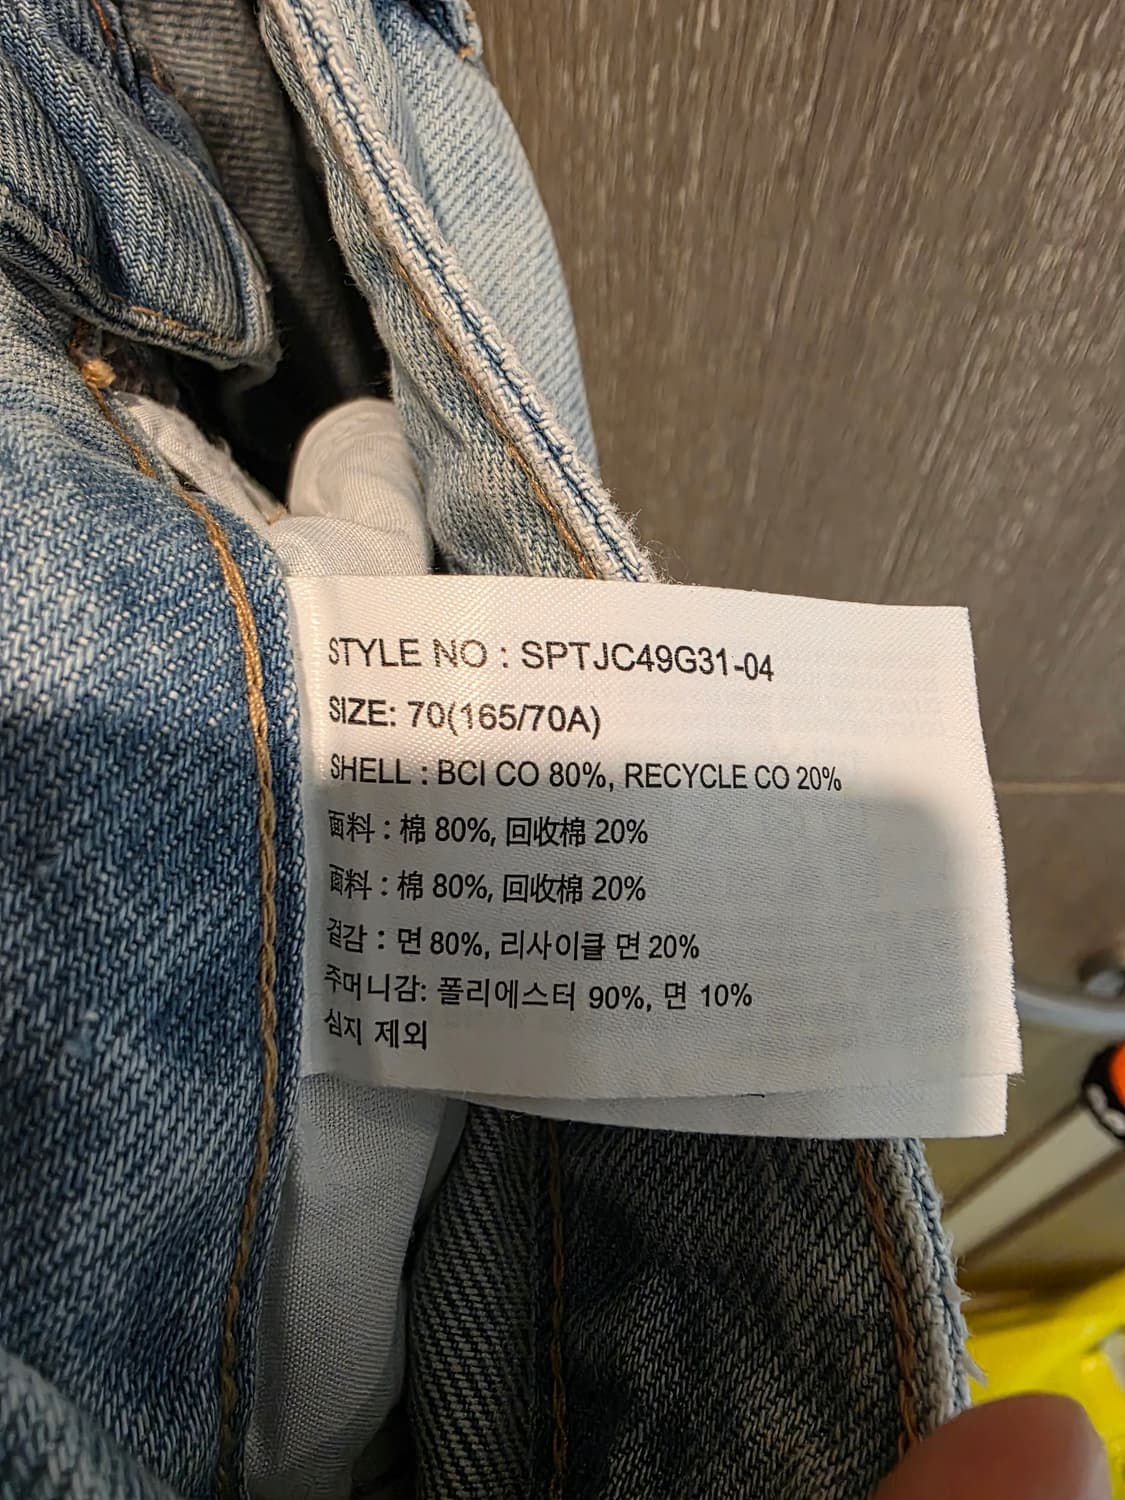 STYLE NO : SPTJC49G31-04
SIZE: 70(165/70A)
SHELL : BCI CO 80%, RECYCLE CO 20%
面料 : 棉 80%, 回收棉 20%
面料 : 棉 80%, 回收棉 20%
겉감 : 면 80%, 리사이클 면 20%
주머니감: 폴리에스터 90%, 면 10%
심지 제외